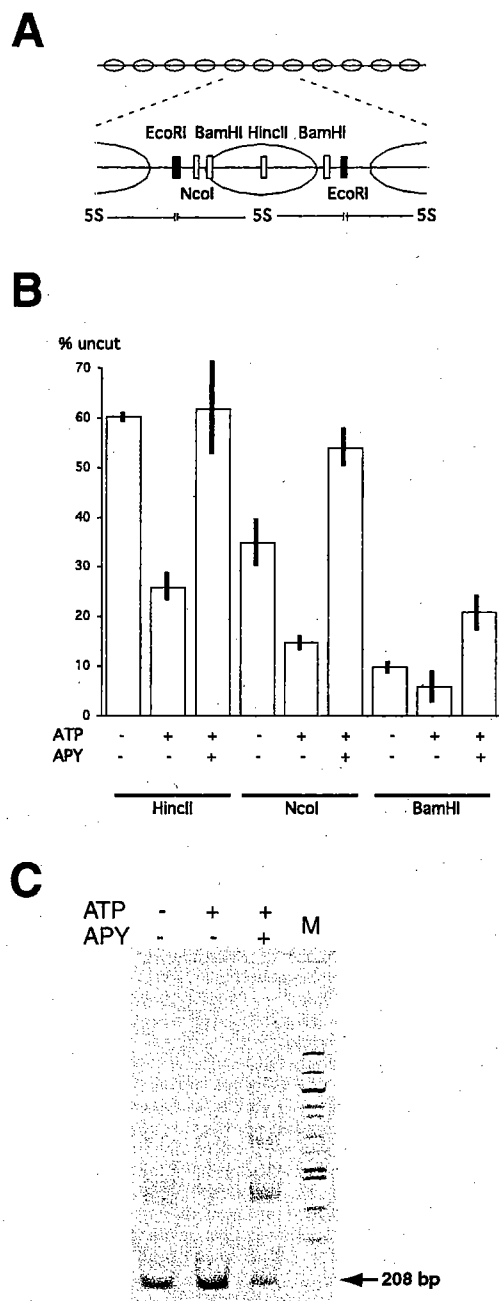 A
EcoRI BamHI HincII BamHI
NcoI EcoRI
5S 5S 5S
B
% uncut
70
60
50
40
30
20
10
0
ATP - + + - + + - + +
APY - - + - - + - - +
HincII NcoI BamHI
C
ATP - + + M
APY - - +
208 bp